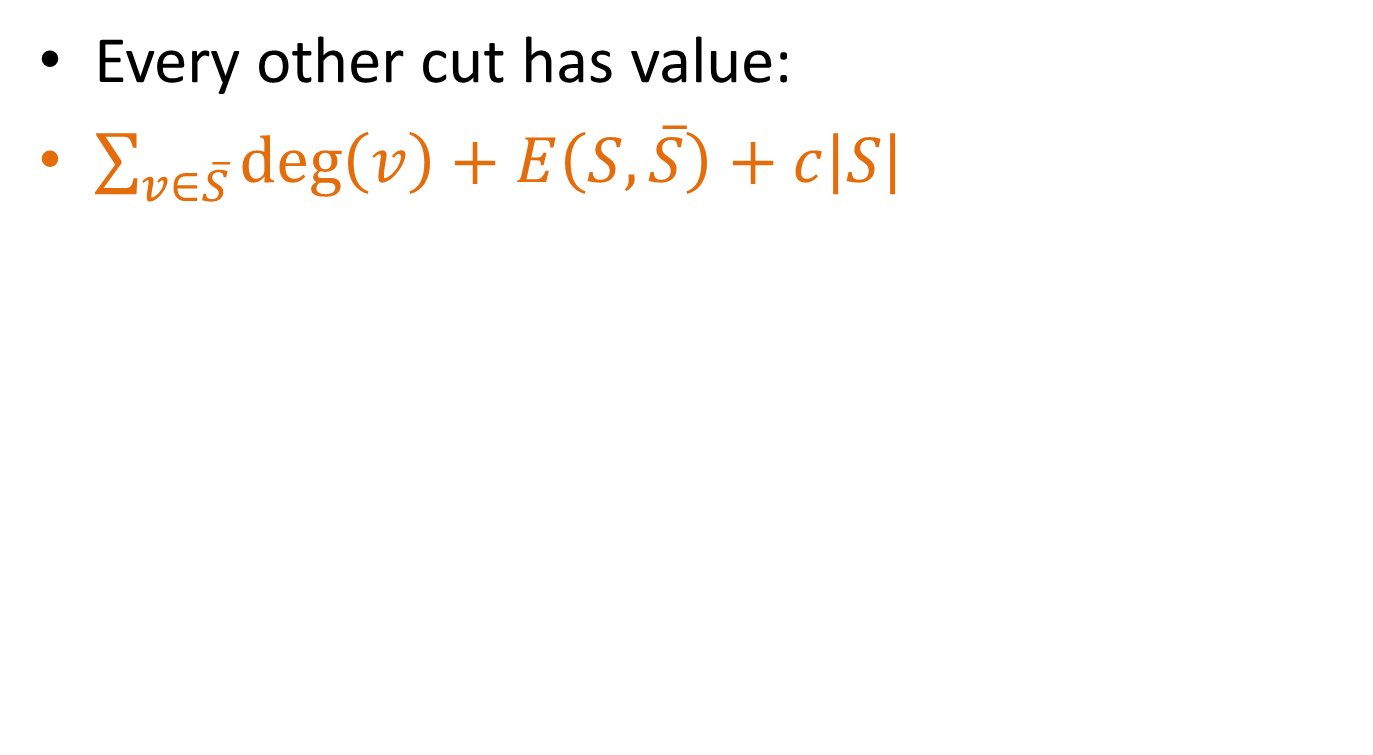 • Every other cut has value:
• ∑_{v∈S̄} deg(v) + E(S, S̄) + c|S|